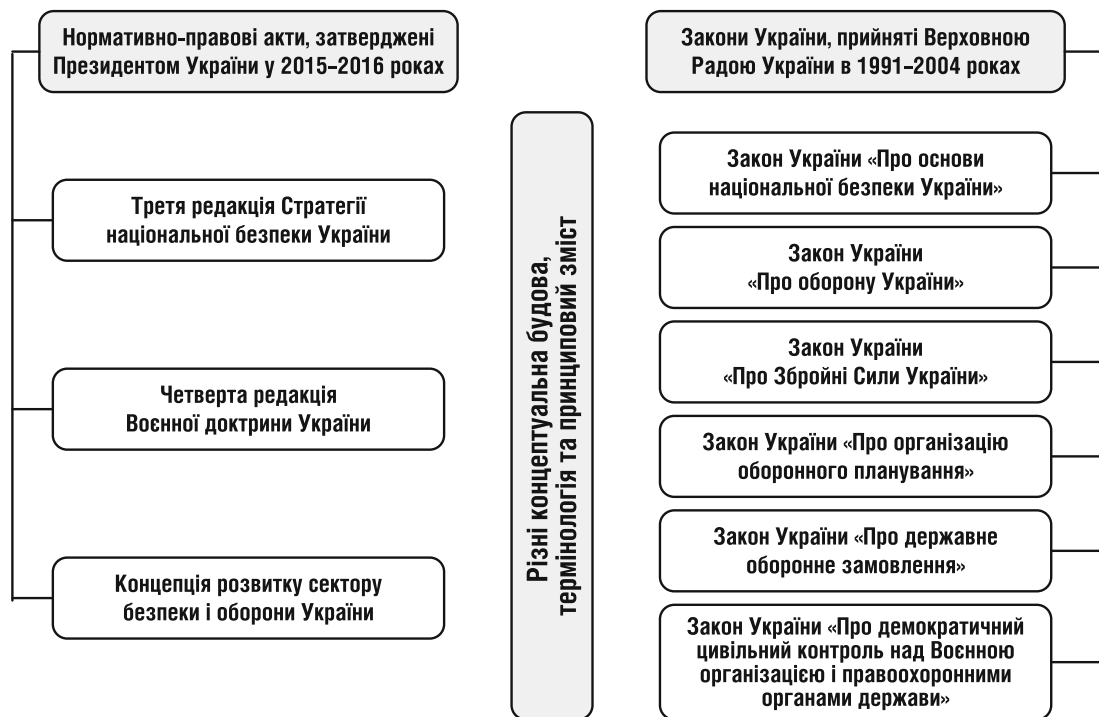 Нормативно-правові акти, затверджені
Президентом України у 2015–2016 роках
Третя редакція Стратегії
національної безпеки України
Четверта редакція
Воєнної доктрини України
Концепція розвитку сектору
безпеки і оборони України
Різні концептуальна будова,
термінологія та принциповий зміст
Закони України, прийняті Верховною
Радою України в 1991–2004 роках
Закон України «Про основи
національної безпеки України»
Закон України
«Про оборону України»
Закон України
«Про Збройні Сили України»
Закон України «Про організацію
оборонного планування»
Закон України «Про державне
оборонне замовлення»
Закон України «Про демократичний
цивільний контроль над Воєнною
організацією і правоохоронними
органами держави»